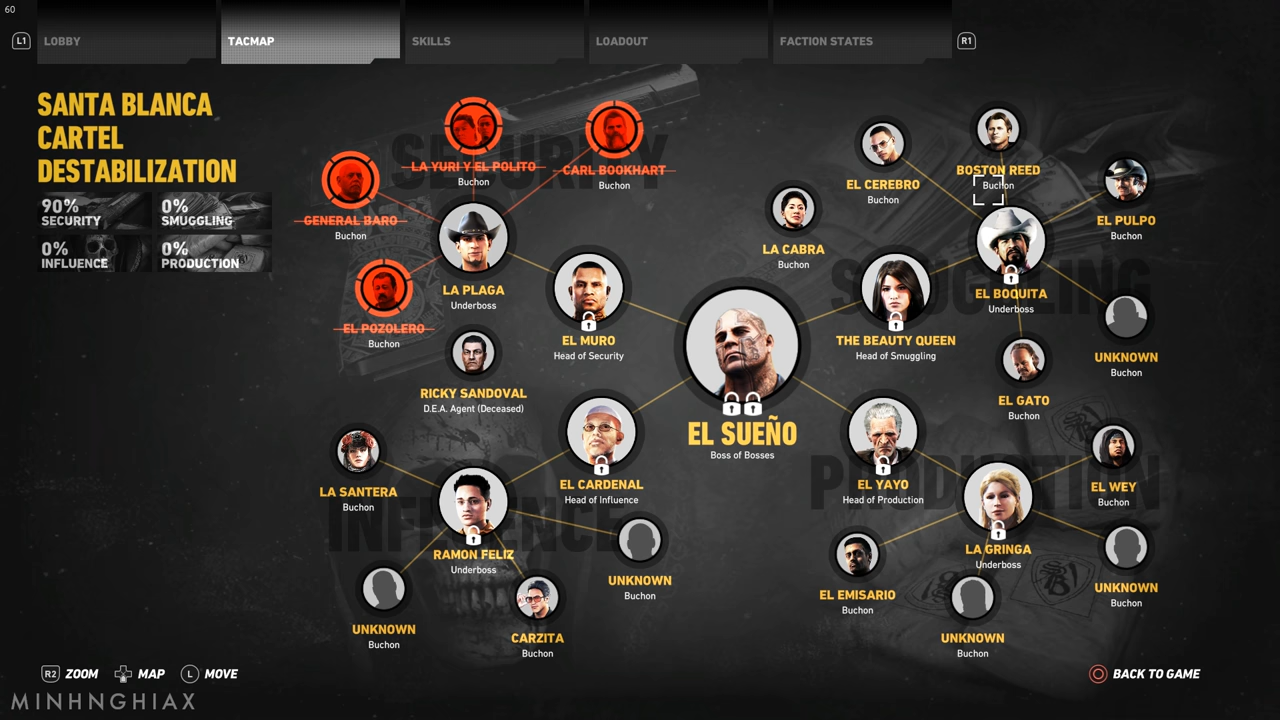 60
L1
LOBBY
TACMAP
SKILLS
LOADOUT
FACTION STATES
R1
SANTA BLANCA
CARTEL
DESTABILIZATION
90%
SECURITY
0%
SMUGGLING
0%
INFLUENCE
0%
PRODUCTION
SECURITY
LA YURI Y EL POLITO
Buchon
CARL BOOKHART
Buchon
GENERAL BARO
Buchon
LA PLAGA
Underboss
EL POZOLERO
Buchon
EL MURO
Head of Security
RICKY SANDOVAL
D.E.A. Agent (Deceased)
SMUGGLING
EL CEREBRO
Buchon
BOSTON REED
Buchon
EL PULPO
Buchon
LA CABRA
Buchon
EL BOQUITA
Underboss
THE BEAUTY QUEEN
Head of Smuggling
UNKNOWN
Buchon
EL GATO
Buchon
EL SUEÑO
Boss of Bosses
INFLUENCE
EL CARDENAL
Head of Influence
LA SANTERA
Buchon
RAMON FELIZ
Underboss
UNKNOWN
Buchon
UNKNOWN
Buchon
CARZITA
Buchon
PRODUCTION
EL YAYO
Head of Production
EL WEY
Buchon
LA GRINGA
Underboss
EL EMISARIO
Buchon
UNKNOWN
Buchon
UNKNOWN
Buchon
R2
ZOOM
MAP
L
MOVE
BACK TO GAME
MINHNGHIAX